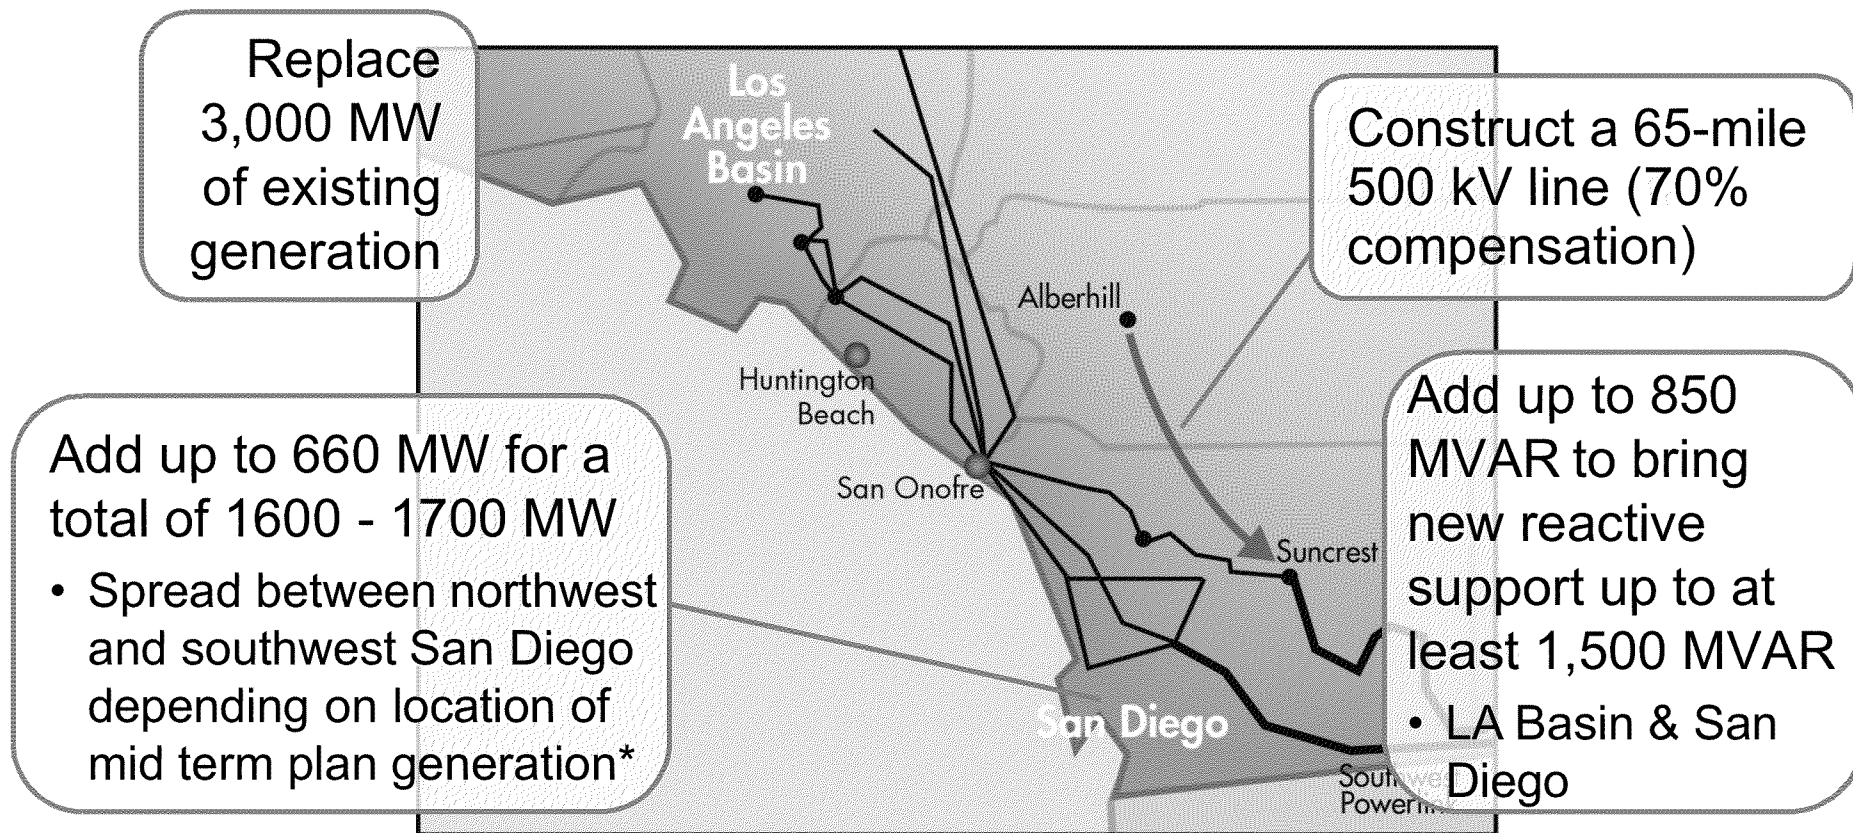 Replace
3,000 MW
of existing
generation
Los
Angeles
Basin
Construct a 65-mile
500 kV line (70%
compensation)
Alberhill
Huntington
Beach
San Onofre
Suncrest
Add up to 660 MW for a
total of 1600 - 1700 MW
• Spread between northwest
and southwest San Diego
depending on location of
mid term plan generation*
Add up to 850
MVAR to bring
new reactive
support up to at
least 1,500 MVAR
• LA Basin & San
Diego
San Diego